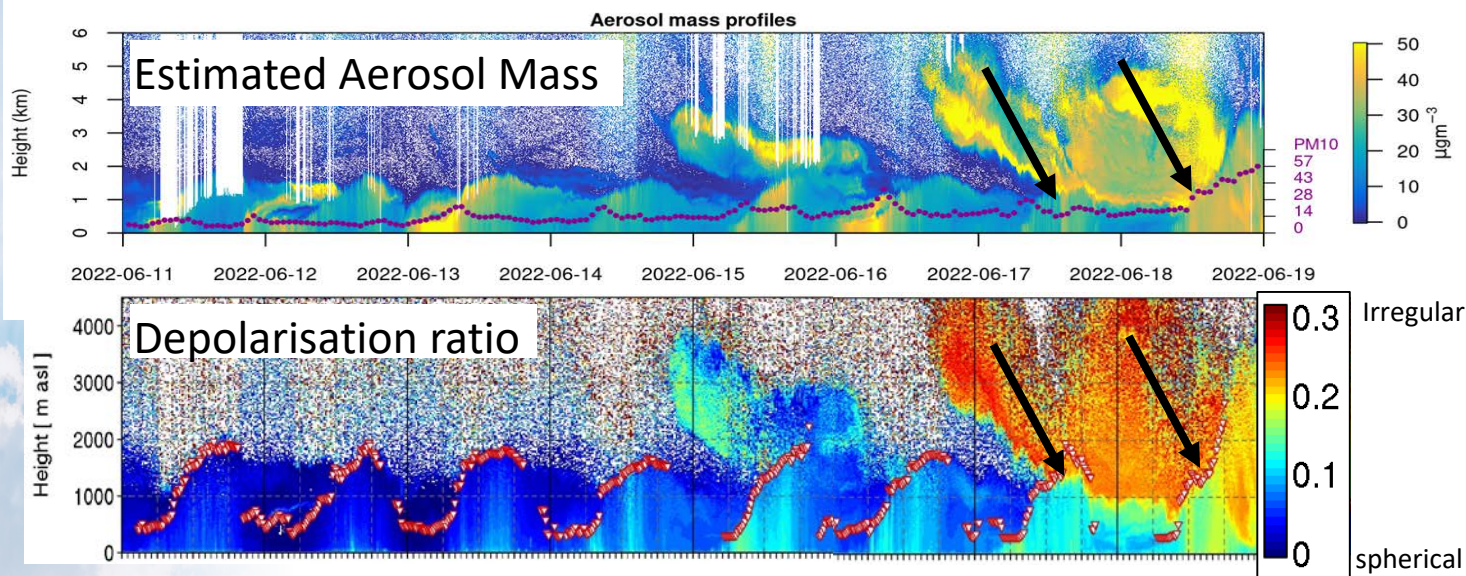 Aerosol mass profiles
Estimated Aerosol Mass
Height (km)
6
5
4
3
2
1
0
PM10
57
43
28
14
0
50
40
30
20
10
0
µgm⁻³
2022-06-11 2022-06-12 2022-06-13 2022-06-14 2022-06-15 2022-06-16 2022-06-17 2022-06-18 2022-06-19
Depolarisation ratio
Height [ m asl ]
4000
3000
2000
1000
0
0.3
0.2
0.1
0
Irregular
spherical